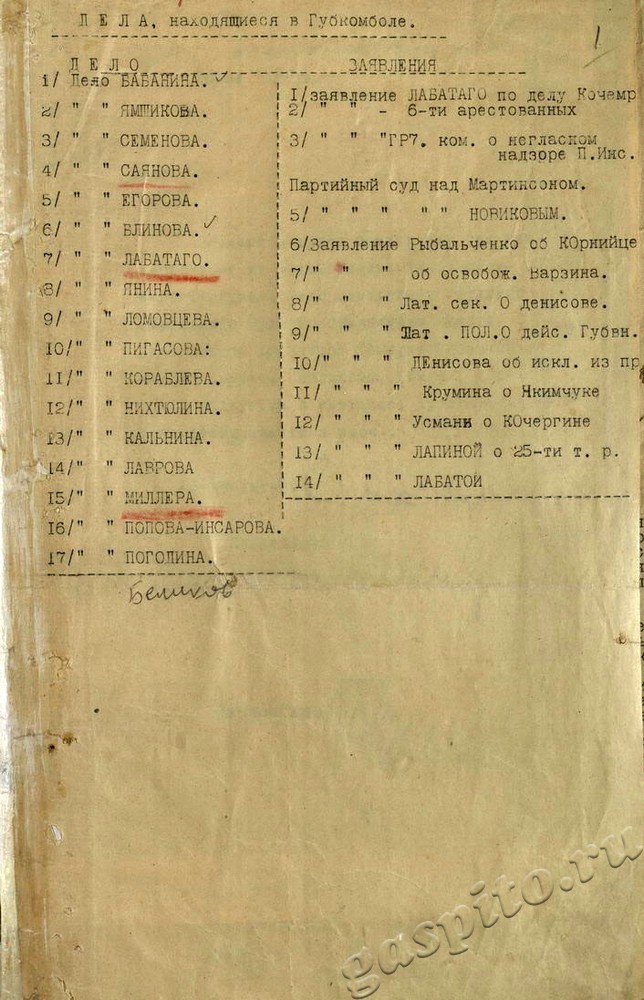 Д Е Л А, находящиеся в Губкомболе.
1
Д Е Л О
1/ Дело БАБАНИНА.
2/ " " ЯМЩИКОВА.
3/ " " СЕМЕНОВА.
4/ " " САЯНОВА.
5/ " " ЕГОРОВА.
6/ " " БЛИНОВА.
7/ " " ЛАБАТАГО.
8/ " " ЯНИНА.
9/ " " ЛОМОВЦЕВА.
10/" " ПИГАСОВА:
11/" " КОРАБЛЕВА.
12/" " НИХТЮЛИНА.
13/" " КАЛЬНИНА.
14/" " ЛАВРОВА
15/" " МИЛЛЕРА.
16/" " ПОПОВА-ИНСАРОВА.
17/" " ПОГОДИНА.
Беликов
ЗАЯВЛЕНИЯ
1/заявление ЛАБАТАГО по делу Кочемр
2/ " " - 6-ти арестованных
3/ " " "ГР7. ком. о негласном
надзоре П.Инс.
Партийный суд над Мартинсоном.
5/ " " " " " НОВИКОВЫМ.
6/Заявление Рыбальченко об КОрнийце
7/" " " об освобож. Варзина.
8/" " " Лат. сек. О денисове.
9/" " " Лат . ПОЛ.О дейс. Губвн.
10/" " " ДЕнисова об искл. из пр
11/ " " " Крумина о Якимчуке
12/ " " " Усмани о КОчергине
13/ " " " ЛАПИНОЙ о 25-ти т. р.
14/ " " " ЛАБАТОЙ
gaspito.ru